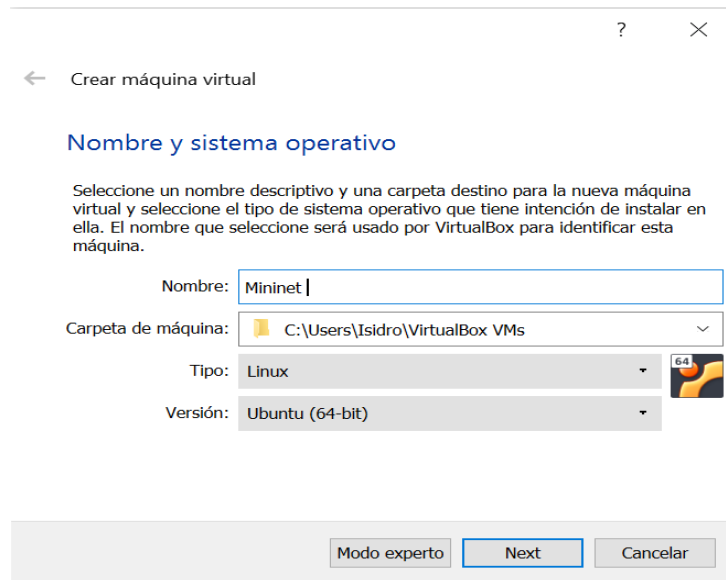 ?
Crear máquina virtual
Nombre y sistema operativo
Seleccione un nombre descriptivo y una carpeta destino para la nueva máquina
virtual y seleccione el tipo de sistema operativo que tiene intención de instalar en
ella. El nombre que seleccione será usado por VirtualBox para identificar esta
máquina.
Nombre: Mininet
Carpeta de máquina: C:\Users\Isidro\VirtualBox VMs
Tipo: Linux
64
Versión: Ubuntu (64-bit)
Modo experto Next Cancelar